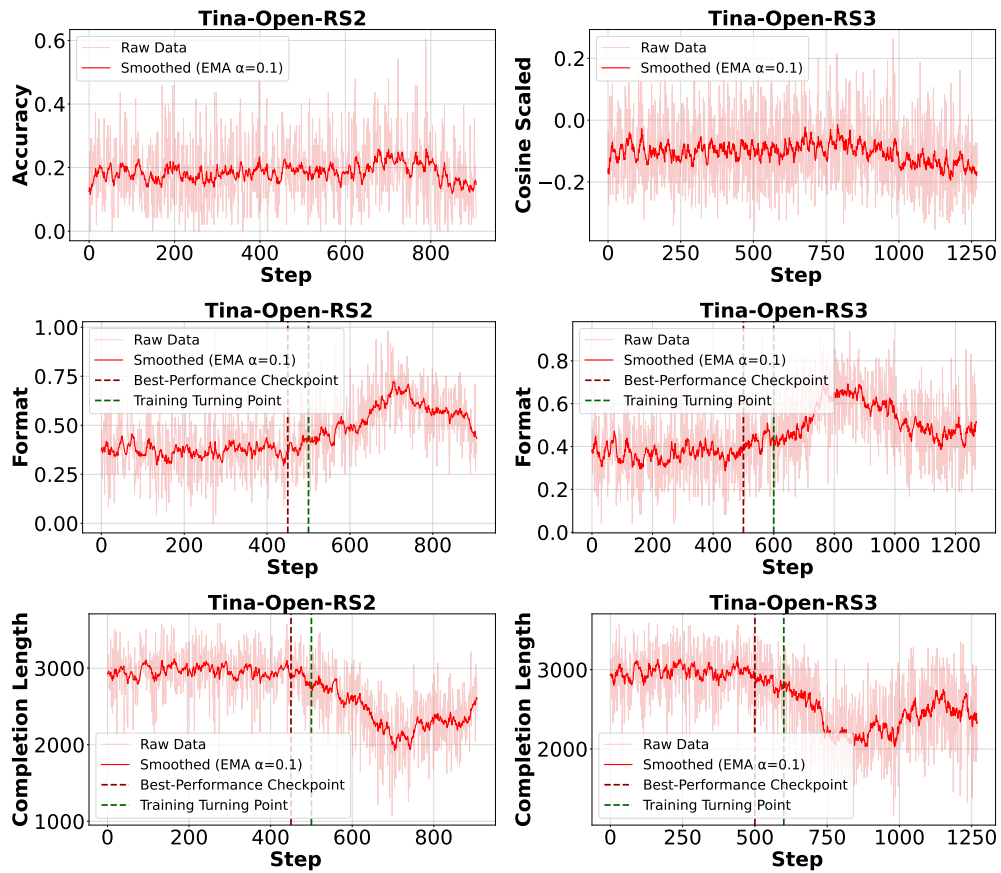 Tina-Open-RS2
Accuracy
0.6
0.4
0.2
0.0
Raw Data
Smoothed (EMA α=0.1)
0 200 400 600 800
Step
Tina-Open-RS3
Cosine Scaled
0.2
0.0
−0.2
Raw Data
Smoothed (EMA α=0.1)
0 250 500 750 1000 1250
Step
Tina-Open-RS2
Format
1.00
0.75
0.50
0.25
0.00
Raw Data
Smoothed (EMA α=0.1)
Best-Performance Checkpoint
Training Turning Point
0 200 400 600 800
Step
Tina-Open-RS3
Format
0.8
0.6
0.4
0.2
0.0
Raw Data
Smoothed (EMA α=0.1)
Best-Performance Checkpoint
Training Turning Point
0 200 400 600 800 1000 1200
Step
Tina-Open-RS2
Completion Length
3000
2000
1000
Raw Data
Smoothed (EMA α=0.1)
Best-Performance Checkpoint
Training Turning Point
0 200 400 600 800
Step
Tina-Open-RS3
Completion Length
3000
2000
Raw Data
Smoothed (EMA α=0.1)
Best-Performance Checkpoint
Training Turning Point
0 250 500 750 1000 1250
Step